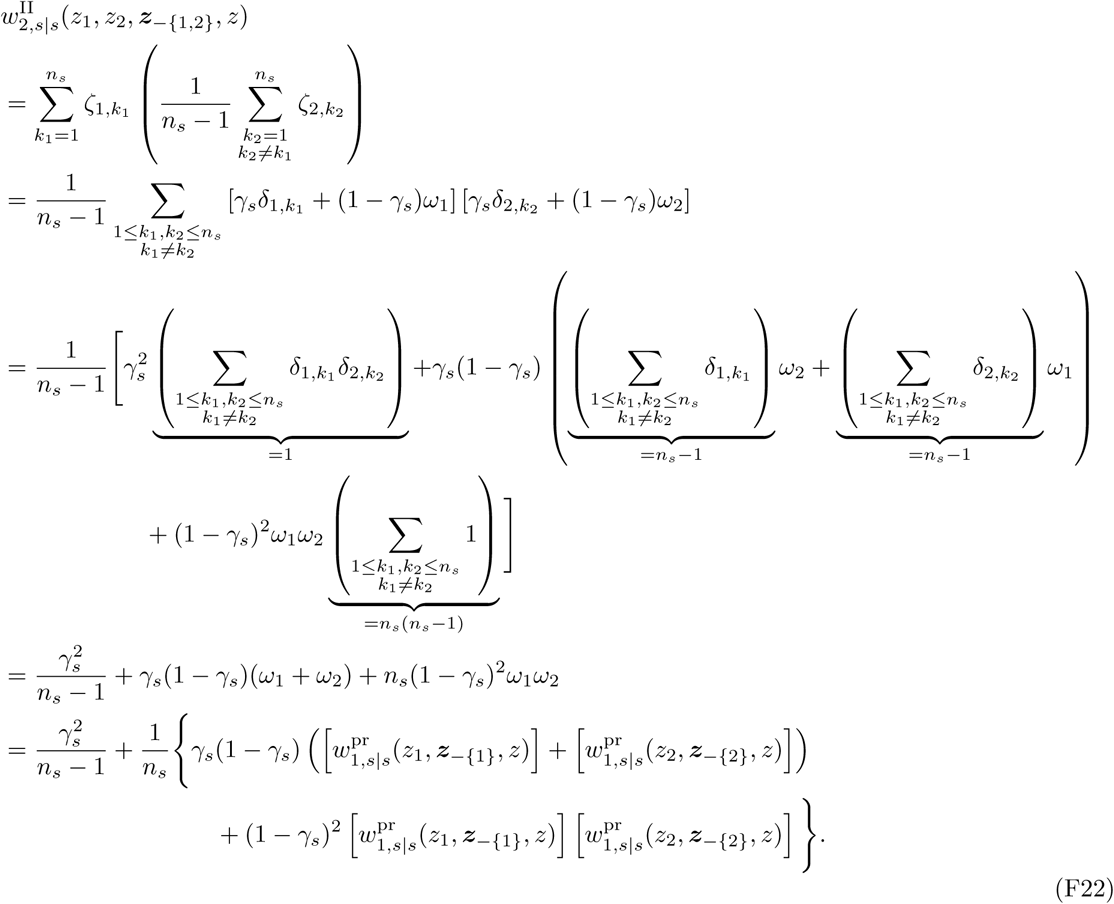 $w^{\mathrm{II}}_{2,s|s}(z_1, z_2, \boldsymbol{z}_{-\{1,2\}}, z)$
$= \sum_{k_1=1}^{n_s} \zeta_{1,k_1} \left( \frac{1}{n_s - 1} \sum_{\substack{k_2=1 \\ k_2 \neq k_1}}^{n_s} \zeta_{2,k_2} \right)$
$= \frac{1}{n_s - 1} \sum_{\substack{1 \leq k_1, k_2 \leq n_s \\ k_1 \neq k_2}} [\gamma_s \delta_{1,k_1} + (1 - \gamma_s)\omega_1] [\gamma_s \delta_{2,k_2} + (1 - \gamma_s)\omega_2]$
$= \frac{1}{n_s - 1} \Bigg[ \gamma_s^2 \underbrace{\left( \sum_{\substack{1 \leq k_1, k_2 \leq n_s \\ k_1 \neq k_2}} \delta_{1,k_1} \delta_{2,k_2} \right)}_{=1} + \gamma_s (1 - \gamma_s) \left( \underbrace{\left( \sum_{\substack{1 \leq k_1, k_2 \leq n_s \\ k_1 \neq k_2}} \delta_{1,k_1} \right)}_{=n_s - 1} \omega_2 + \underbrace{\left( \sum_{\substack{1 \leq k_1, k_2 \leq n_s \\ k_1 \neq k_2}} \delta_{2,k_2} \right)}_{=n_s - 1} \omega_1 \right)$
$+ (1 - \gamma_s)^2 \omega_1 \omega_2 \underbrace{\left( \sum_{\substack{1 \leq k_1, k_2 \leq n_s \\ k_1 \neq k_2}} 1 \right)}_{=n_s(n_s - 1)} \Bigg]$
$= \frac{\gamma_s^2}{n_s - 1} + \gamma_s (1 - \gamma_s)(\omega_1 + \omega_2) + n_s (1 - \gamma_s)^2 \omega_1 \omega_2$
$= \frac{\gamma_s^2}{n_s - 1} + \frac{1}{n_s} \Bigg\{ \gamma_s (1 - \gamma_s) \left( \left[ w^{\mathrm{pr}}_{1,s|s}(z_1, \boldsymbol{z}_{-\{1\}}, z) \right] + \left[ w^{\mathrm{pr}}_{1,s|s}(z_2, \boldsymbol{z}_{-\{2\}}, z) \right] \right)$
$+ (1 - \gamma_s)^2 \left[ w^{\mathrm{pr}}_{1,s|s}(z_1, \boldsymbol{z}_{-\{1\}}, z) \right] \left[ w^{\mathrm{pr}}_{1,s|s}(z_2, \boldsymbol{z}_{-\{2\}}, z) \right] \Bigg\}.$
(F22)